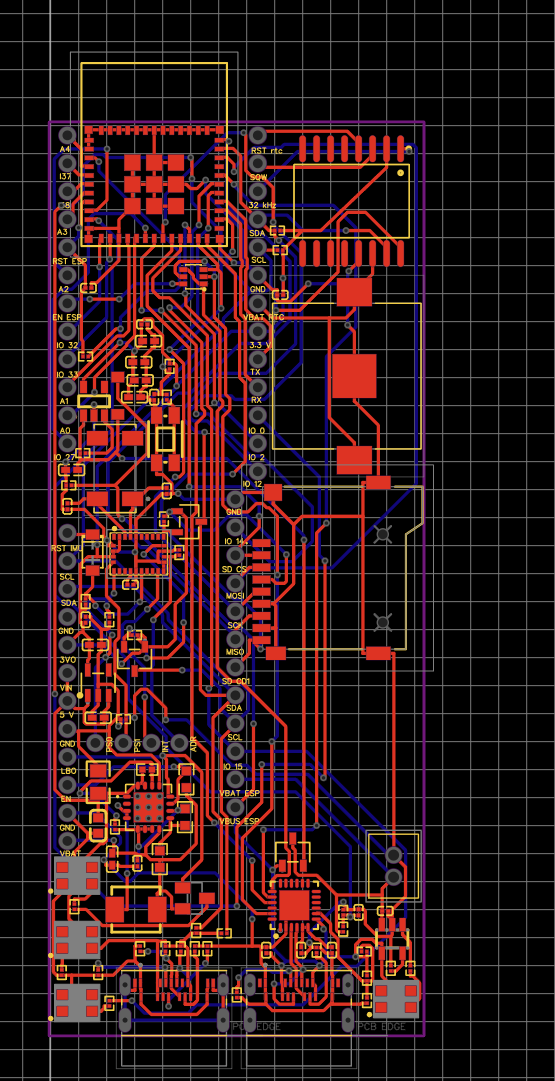 A4
RST rtc
I37
SQW
38
32 kHz
A3
SDA
RST ESP
SCL
A2
GND
EN ESP
VBAT RTC
IO 32
3.3 V
IO 33
TX
A1
RX
A0
IO 0
IO 27
IO 2
IO 12
GND
RST IMU
IO 14
SCL
SD CS
SDA
MOSI
GND
SCK
3VO
MISO
VIN
SD CD1
5 V
SDA
GND
PS0
PS1
INT
ADR
SCL
LBO
IO 15
EN
VBAT ESP
GND
VBUS ESP
VBAT
PCB EDGE
PCB EDGE